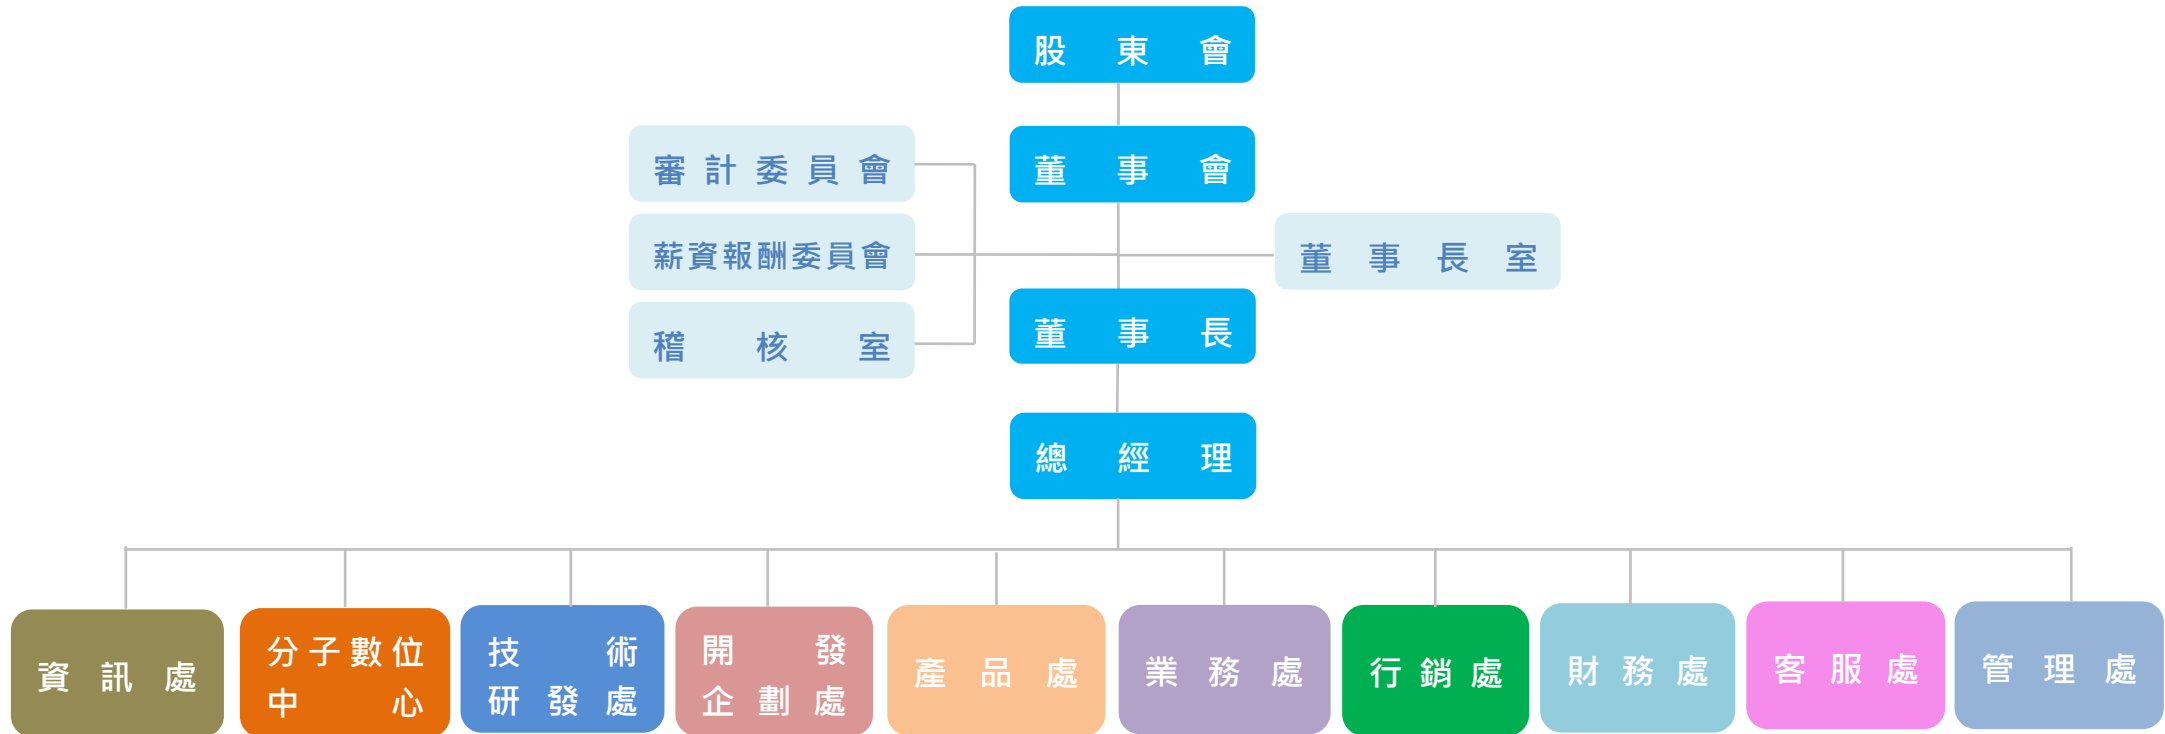 股東會
董事會
審計委員會
薪資報酬委員會
稽核室
董事長室
董事長
總經理
資訊處
分子數位
中心
技術
研發處
開發
企劃處
產品處
業務處
行銷處
財務處
客服處
管理處